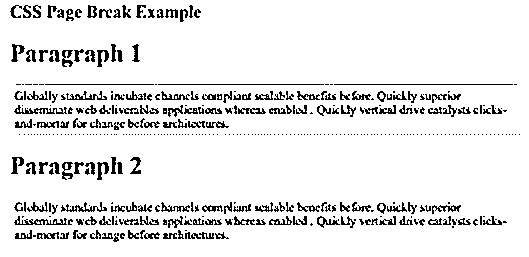 CSS Page Break Example
Paragraph 1
Globally standards incubate channels compliant scalable benefits before. Quickly superior
disseminate web deliverables applications whereas enabled . Quickly vertical drive catalysts clicks-
and-mortar for change before architectures.
Paragraph 2
Globally standards incubate channels compliant scalable benefits before. Quickly superior
disseminate web deliverables applications whereas enabled . Quickly vertical drive catalysts clicks-
and-mortar for change before architectures.